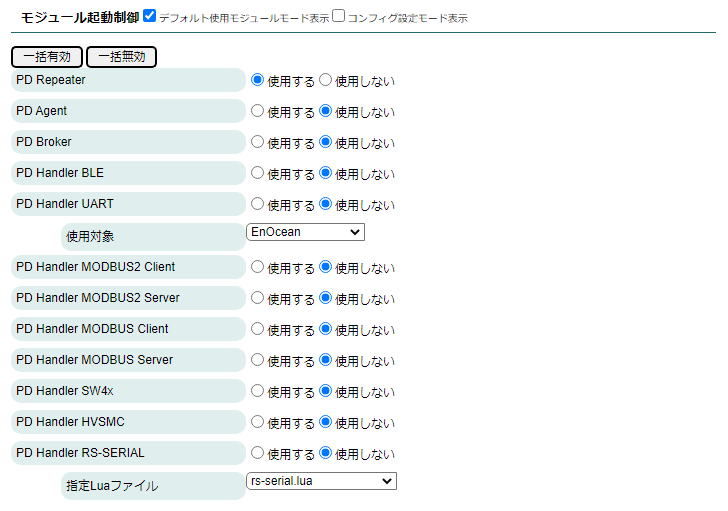 モジュール起動制御 デフォルト使用モジュールモード表示 コンフィグ設定モード表示
一括有効 一括無効
PD Repeater 使用する 使用しない
PD Agent 使用する 使用しない
PD Broker 使用する 使用しない
PD Handler BLE 使用する 使用しない
PD Handler UART 使用する 使用しない
使用対象 EnOcean
PD Handler MODBUS2 Client 使用する 使用しない
PD Handler MODBUS2 Server 使用する 使用しない
PD Handler MODBUS Client 使用する 使用しない
PD Handler MODBUS Server 使用する 使用しない
PD Handler SW4x 使用する 使用しない
PD Handler HVSMC 使用する 使用しない
PD Handler RS-SERIAL 使用する 使用しない
指定Luaファイル rs-serial.lua